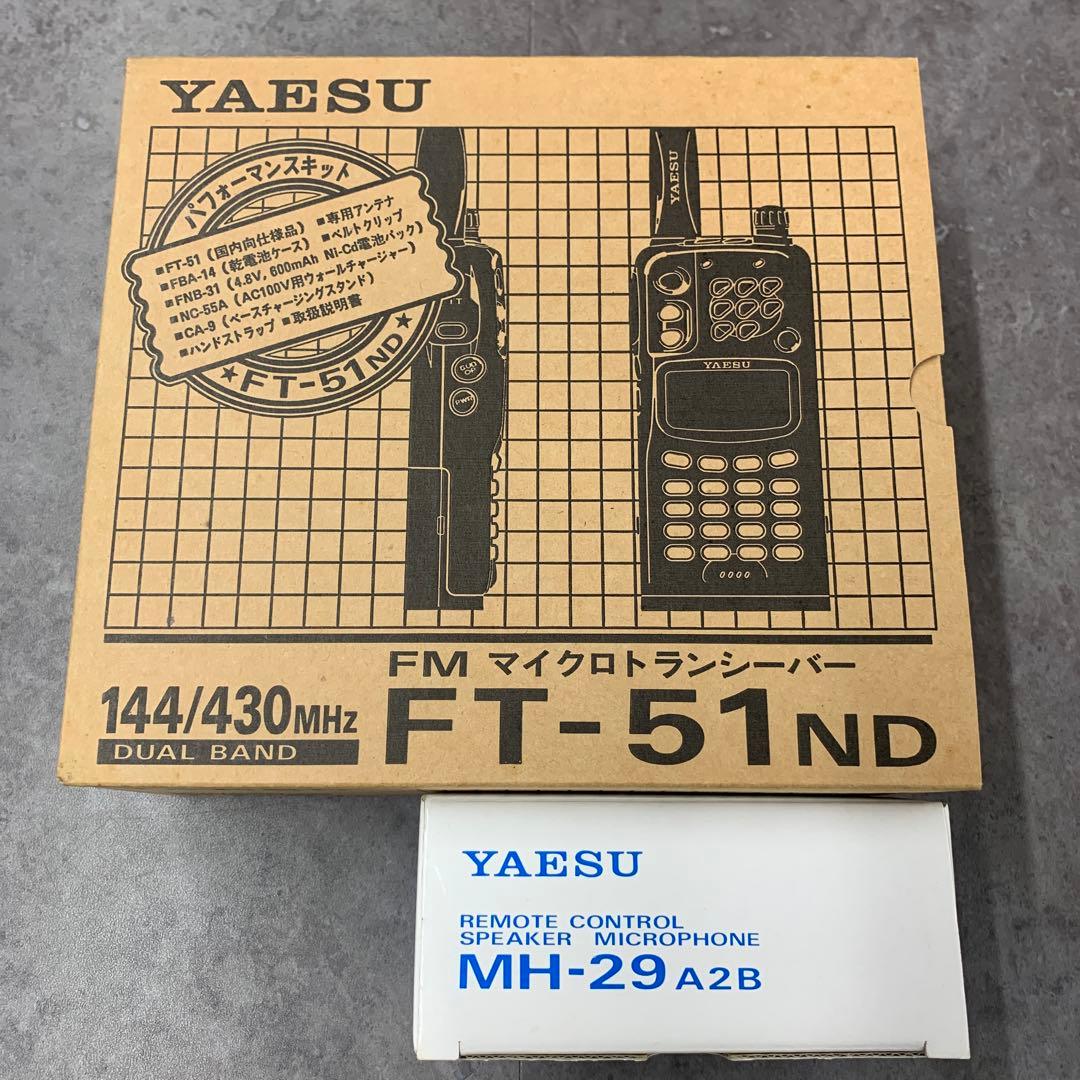 YAESU
パフォーマンスキット
■FT-51 (国内向仕様品) ■専用アンテナ
■FBA-14 (乾電池ケース) ■ベルトクリップ
■FNB-31 (4.8V, 600mAh Ni-Cd電池パック)
■NC-55A (AC100V用ウォールチャージャー)
■CA-9 (ベースチャージングスタンド)
■ハンドストラップ ■取扱説明書
★FT-51ND★
YAESU
YAESU
PWR
FM マイクロトランシーバー
144/430MHz
DUAL BAND
FT-51ND
YAESU
REMOTE CONTROL
SPEAKER MICROPHONE
MH-29A2B